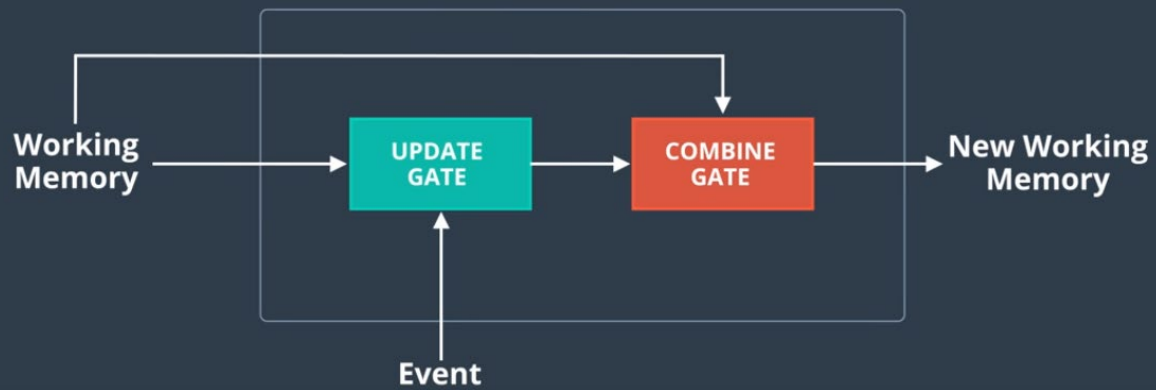 Working
Memory
UPDATE
GATE
COMBINE
GATE
New Working
Memory
Event